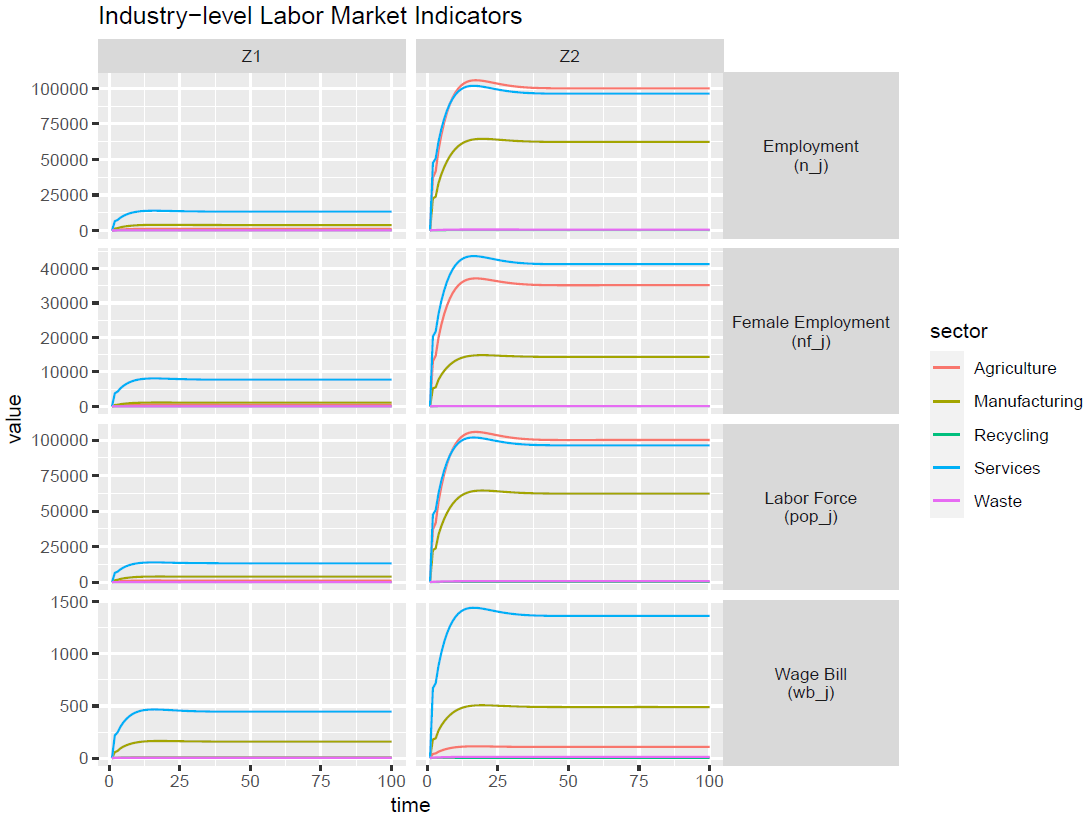 Industry−level Labor Market Indicators
Z1
Z2
100000
75000
50000
25000
0
Employment
(n_j)
40000
30000
20000
10000
0
Female Employment
(nf_j)
100000
75000
50000
25000
0
Labor Force
(pop_j)
1500
1000
500
0
Wage Bill
(wb_j)
0 25 50 75 100
0 25 50 75 100
time
value
sector
Agriculture
Manufacturing
Recycling
Services
Waste